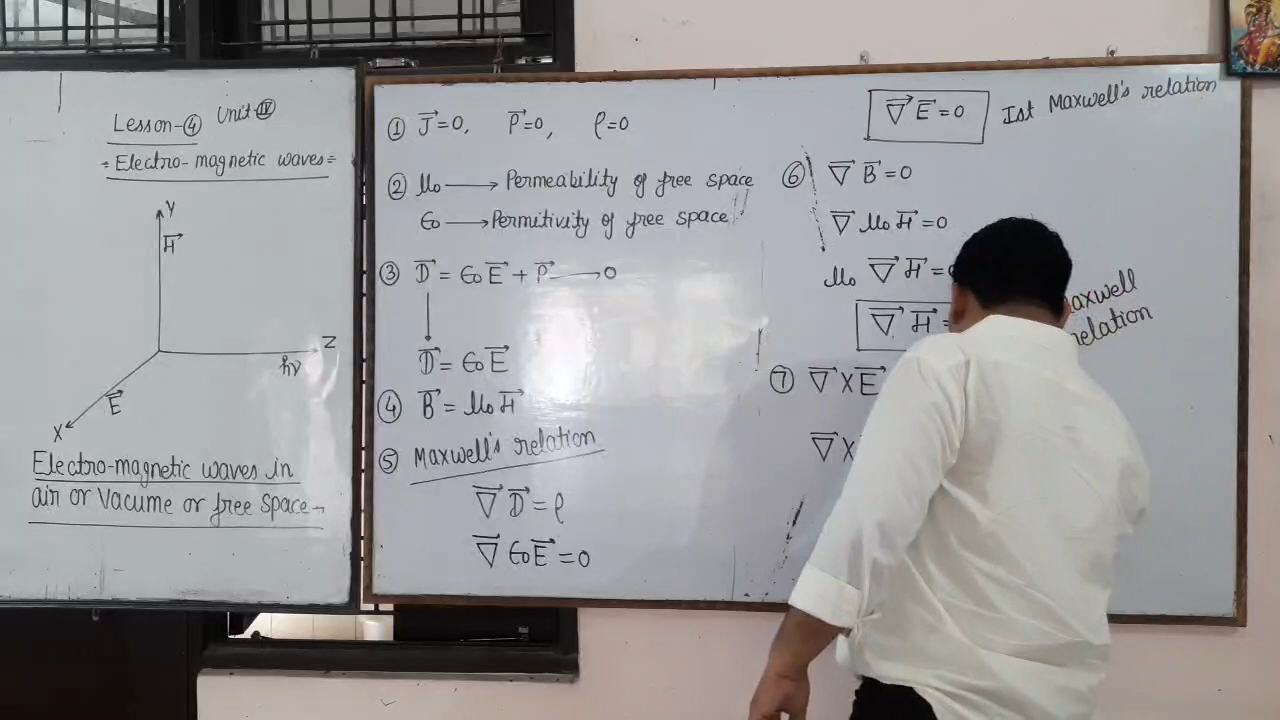 Lesson-④ Unit-Ⅳ
= Electro-magnetic waves =
Y
H⃗
Z
hν
E⃗
X
Electro-magnetic waves in
air or Vacume or free space→
① J⃗=0, P⃗=0, ρ=0
② μ₀ → Permeability of free space
ϵ₀ → Permitivity of free space
③ D⃗ = ϵ₀E⃗ + P⃗ → 0
D⃗ = ϵ₀E⃗
④ B⃗ = μ₀H⃗
⑤ Maxwell's relation
∇⃗ D⃗ = ρ
∇⃗ ϵ₀E⃗ = 0
∇⃗ E⃗ = 0 Ist Maxwell's relation
⑥ ∇⃗ B⃗ = 0
∇⃗ μ₀ H⃗ = 0
μ₀ ∇⃗ H⃗ =
∇⃗ H⃗ =
axwell
relation
⑦ ∇⃗ X E⃗
∇⃗ X